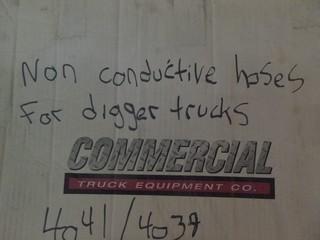 Non conductive hoses
For digger trucks
COMMERCIAL
TRUCK EQUIPMENT CO.
4041/4039